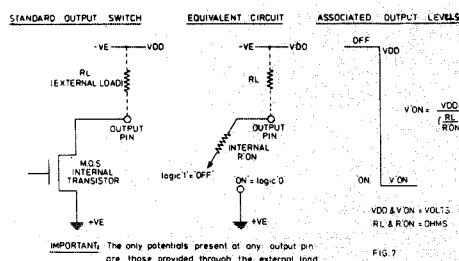 STANDARD OUTPUT SWITCH
EQUIVALENT CIRCUIT
ASSOCIATED OUTPUT LEVELS
-VE VDD
RL
(EXTERNAL LOAD)
OUTPUT
PIN
M.O.S
INTERNAL
TRANSISTOR
+VE
-VE VDD
RL
OUTPUT
PIN
INTERNAL
R'ON
logic'1'="OFF"
"ON"=logic'0'
+VE
OFF
VDD
V'ON = VDD
(RL
R'ON
ON V'ON
VDD & V'ON = VOLTS
RL & R'ON = OHMS
IMPORTANT: The only potentials present at any output pin
are those provided through the external load
FIG.7